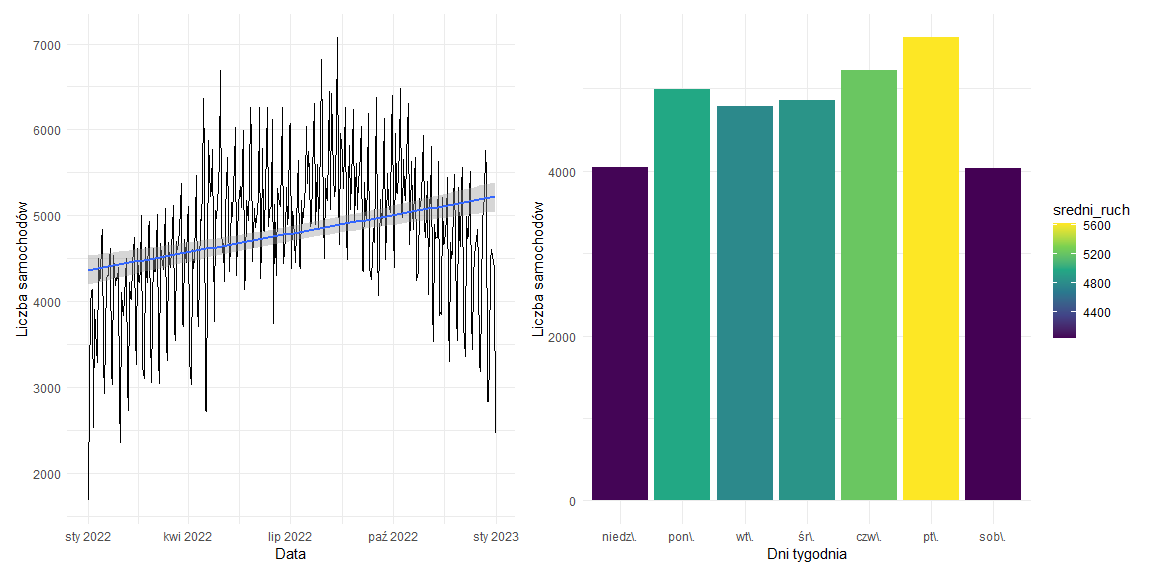 7000
6000
5000
4000
3000
2000
Liczba samochodów
sty 2022
kwi 2022
lip 2022
paź 2022
sty 2023
Data
4000
2000
0
Liczba samochodów
niedz\.
pon\.
wt\.
śr\.
czw\.
pt\.
sob\.
Dni tygodnia
sredni_ruch
5600
5200
4800
4400